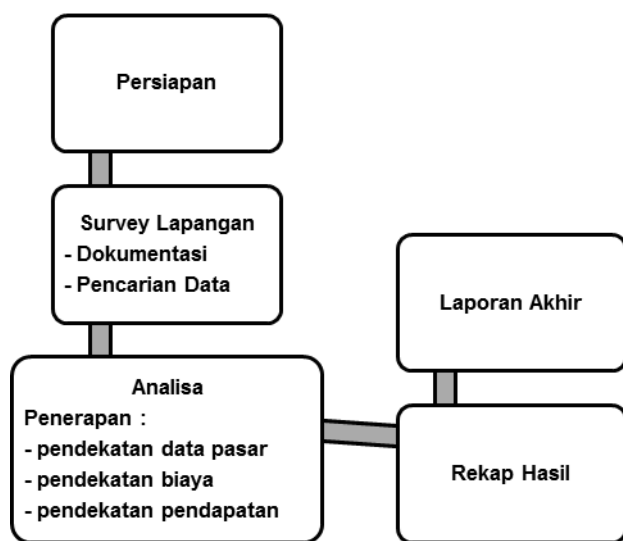 Persiapan
Survey Lapangan
- Dokumentasi
- Pencarian Data
Analisa
Penerapan :
- pendekatan data pasar
- pendekatan biaya
- pendekatan pendapatan
Rekap Hasil
Laporan Akhir